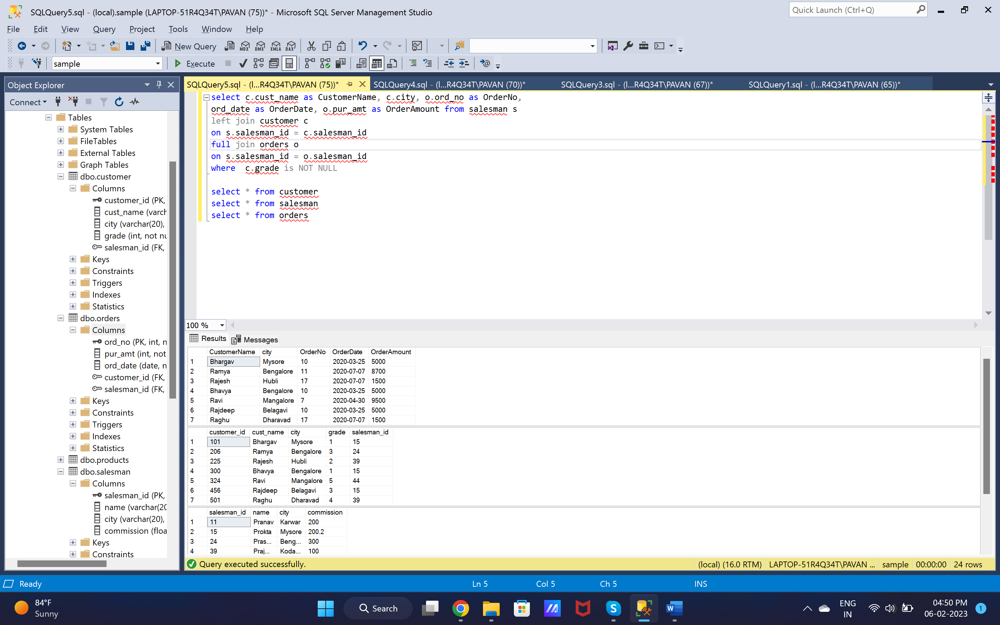 SQLQuery5.sql - (local).sample (LAPTOP-51R4Q34T\PAVAN (75))* - Microsoft SQL Server Management Studio
Quick Launch (Ctrl+Q)
File Edit View Query Project Tools Window Help
New Query MDX DMX XMLA DAX
sample Execute
Object Explorer
Connect
Tables
System Tables
FileTables
External Tables
Graph Tables
dbo.customer
Columns
customer_id (PK,
cust_name (varch
city (varchar(20),
grade (int, not nu
salesman_id (FK,
Keys
Constraints
Triggers
Indexes
Statistics
dbo.orders
Columns
ord_no (PK, int, n
pur_amt (int, not
ord_date (date, n
customer_id (FK,
salesman_id (FK,
Keys
Constraints
Triggers
Indexes
Statistics
dbo.products
dbo.salesman
Columns
salesman_id (PK,
name (varchar(20
city (varchar(20),
commission (floa
Keys
Constraints
SQLQuery5.sql - (l...R4Q34T\PAVAN (75))* SQLQuery4.sql - (l...R4Q34T\PAVAN (70))* SQLQuery3.sql - (l...R4Q34T\PAVAN (67))* SQLQuery1.sql - (l...R4Q34T\PAVAN (65))*
select c.cust_name as CustomerName, c.city, o.ord_no as OrderNo,
ord_date as OrderDate, o.pur_amt as OrderAmount from salesman s
left join customer c
on s.salesman_id = c.salesman_id
full join orders o
on s.salesman_id = o.salesman_id
where c.grade is NOT NULL
select * from customer
select * from salesman
select * from orders
100 %
Results Messages
CustomerName city OrderNo OrderDate OrderAmount
1 Bhargav Mysore 10 2020-03-25 5000
2 Ramya Bengalore 11 2020-07-07 8700
3 Rajesh Hubli 17 2020-07-07 1500
4 Bhavya Bengalore 10 2020-03-25 5000
5 Ravi Mangalore 7 2020-04-30 9500
6 Rajdeep Belagavi 10 2020-03-25 5000
7 Raghu Dharavad 17 2020-07-07 1500
customer_id cust_name city grade salesman_id
1 101 Bhargav Mysore 1 15
2 206 Ramya Bengalore 3 24
3 225 Rajesh Hubli 2 39
4 300 Bhavya Bengalore 1 15
5 324 Ravi Mangalore 5 44
6 456 Rajdeep Belagavi 3 15
7 501 Raghu Dharavad 4 39
salesman_id name city commission
1 11 Pranav Karwar 200
2 15 Prokta Mysore 200.2
3 24 Pras... Beng... 300
4 39 Praj... Koda... 100
Query executed successfully. (local) (16.0 RTM) LAPTOP-51R4Q34T\PAVAN ... sample 00:00:00 24 rows
Ready Ln 5 Col 5 Ch 5 INS
84°F
Sunny
Search
ENG
IN
04:50 PM
06-02-2023
1